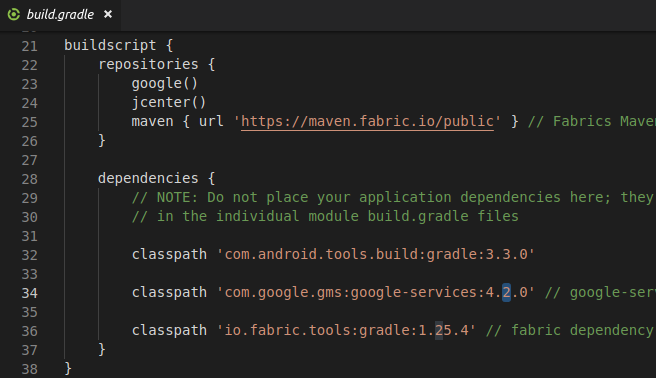 build.gradle ×
21 buildscript {
22 repositories {
23 google()
24 jcenter()
25 maven { url 'https://maven.fabric.io/public' } // Fabrics Maven
26 }
27
28 dependencies {
29 // NOTE: Do not place your application dependencies here; they
30 // in the individual module build.gradle files
31
32 classpath 'com.android.tools.build:gradle:3.3.0'
33
34 classpath 'com.google.gms:google-services:4.2.0' // google-ser
35
36 classpath 'io.fabric.tools:gradle:1.25.4' // fabric dependency
37 }
38 }